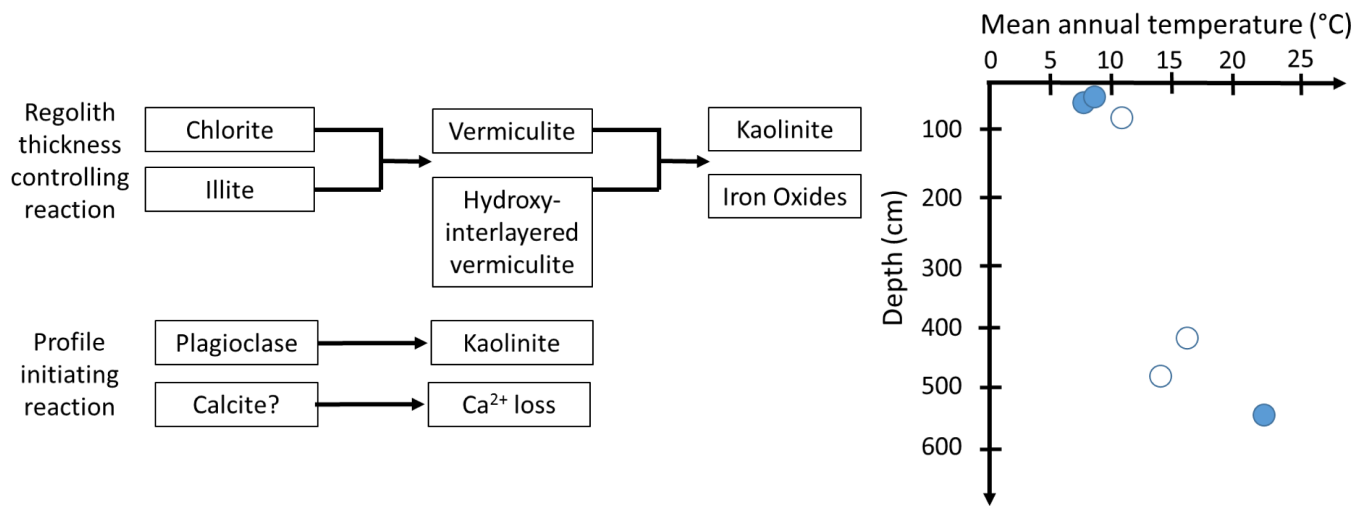 Regolith
thickness
controlling
reaction
Chlorite
Illite
Vermiculite
Hydroxy-
interlayered
vermiculite
Kaolinite
Iron Oxides
Profile
initiating
reaction
Plagioclase
Kaolinite
Calcite?
Ca²⁺ loss
Mean annual temperature (°C)
0 5 10 15 20 25
Depth (cm)
100
200
300
400
500
600